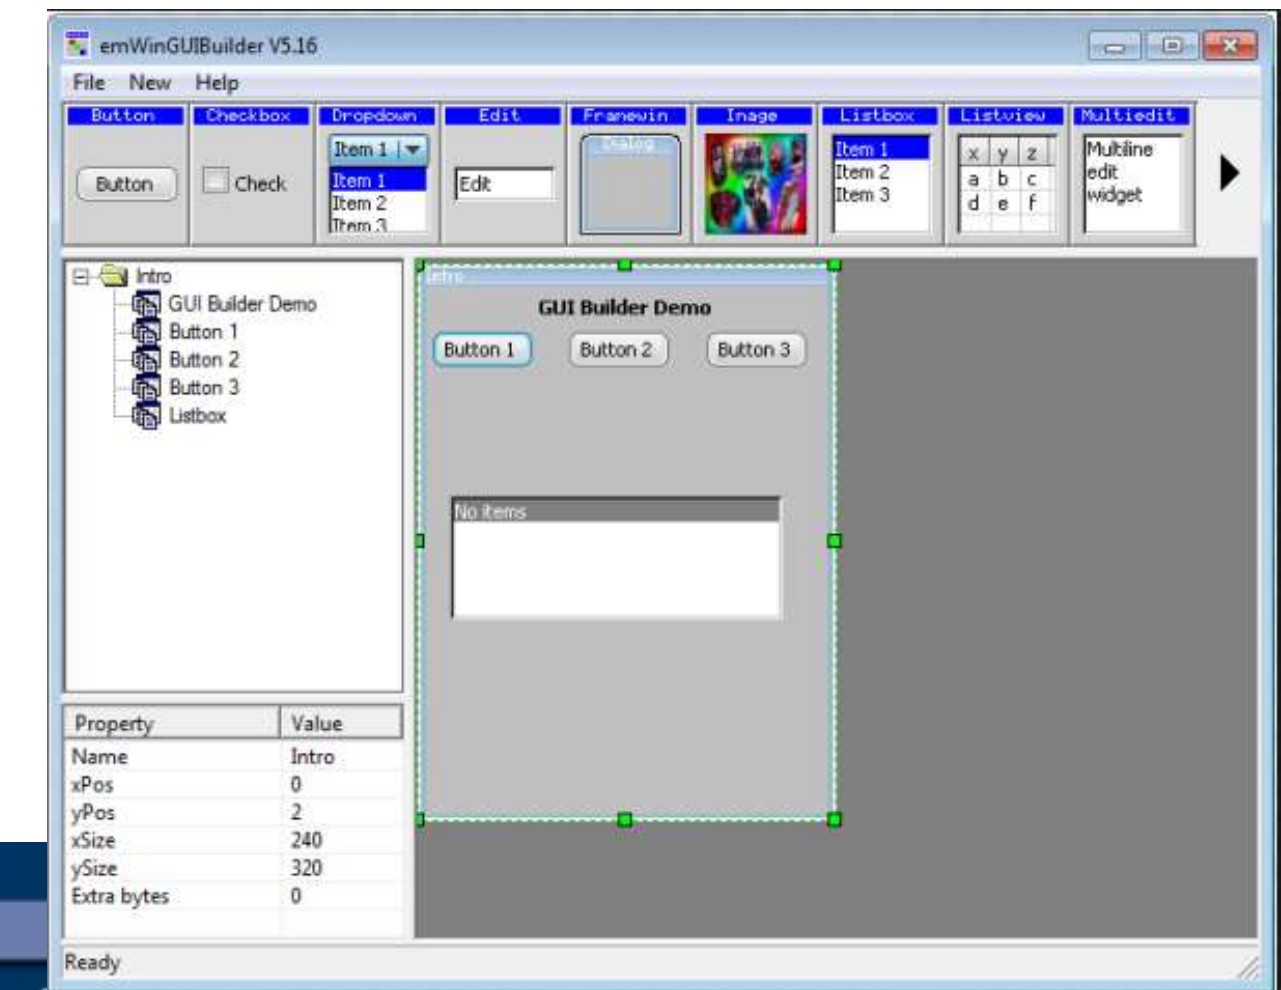 emWinGUIBuilder V5.16
File New Help
Button Checkbox Dropdown Edit Framewin Image Listbox Listview Multiedit
Button
Check
Item 1
Item 1
Item 2
Item 3
Edit
Dialog
Item 1
Item 2
Item 3
x y z
a b c
d e f
Multiline
edit
widget
Intro
GUI Builder Demo
Button 1
Button 2
Button 3
Listbox
Intro
GUI Builder Demo
Button 1 Button 2 Button 3
No items
Property Value
Name Intro
xPos 0
yPos 2
xSize 240
ySize 320
Extra bytes 0
Ready